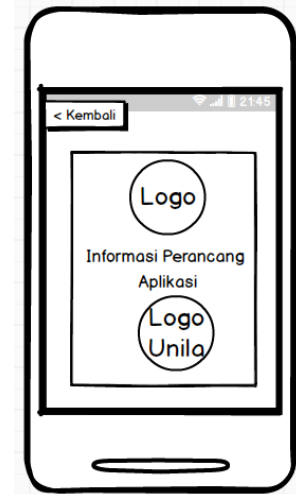 21:45
< Kembali
Logo
Informasi Perancang
Aplikasi
Logo
Unila